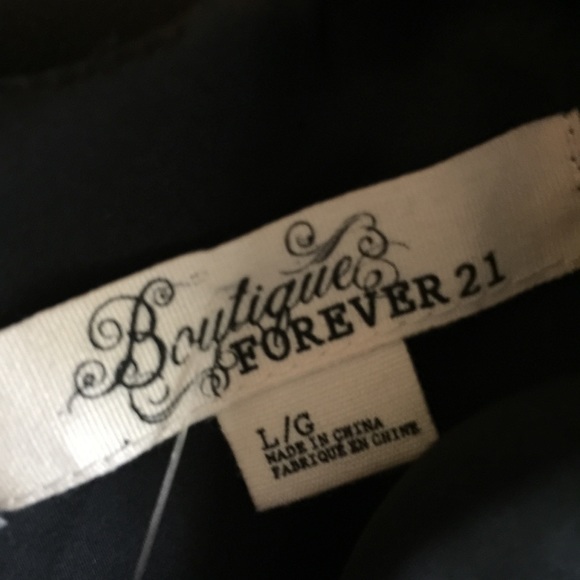 Boutique
FOREVER 21
L/G
MADE IN CHINA
FABRIQUE EN CHINE